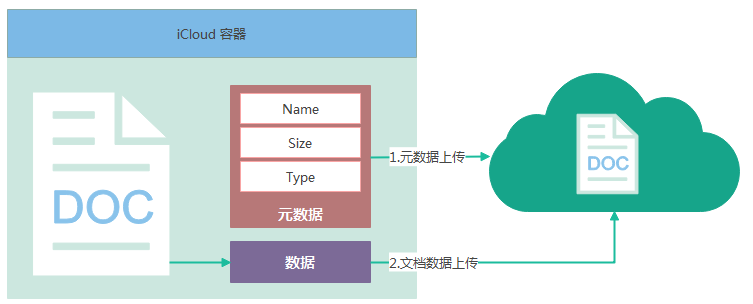 iCloud 容器
DOC
Name
Size
Type
元数据
数据
1.元数据上传
2.文档数据上传
DOC